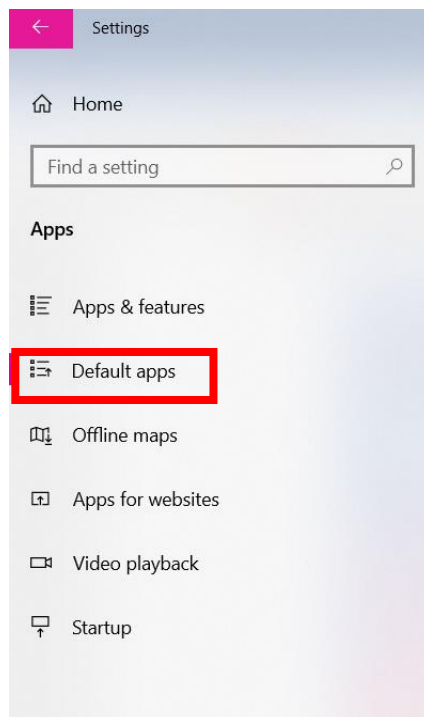 Settings
Home
Find a setting
Apps
Apps & features
Default apps
Offline maps
Apps for websites
Video playback
Startup